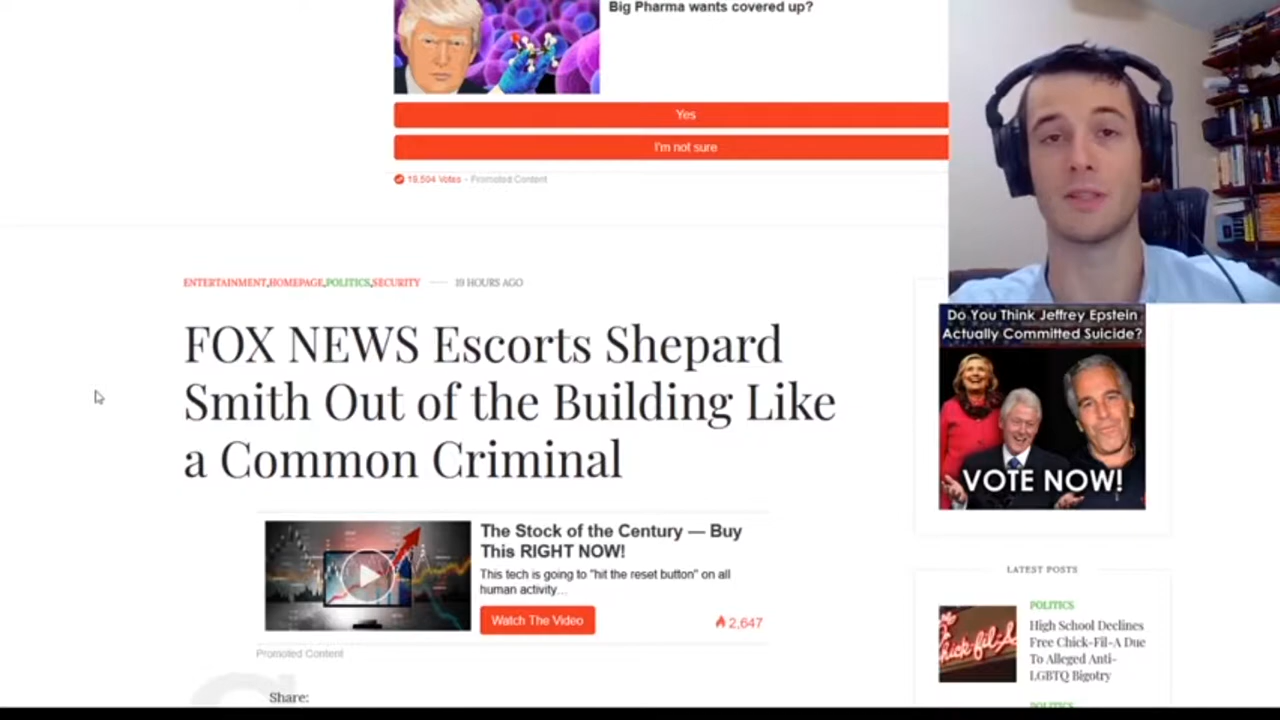 Big Pharma wants covered up?
Yes
I'm not sure
19,504 Votes - Promoted Content
ENTERTAINMENT,HOMEPAGE,POLITICS,SECURITY — 19 HOURS AGO
FOX NEWS Escorts Shepard
Smith Out of the Building Like
a Common Criminal
The Stock of the Century — Buy
This RIGHT NOW!
This tech is going to "hit the reset button" on all
human activity...
Watch The Video
2,647
Promoted Content
Share:
Do You Think Jeffrey Epstein
Actually Committed Suicide?
VOTE NOW!
LATEST POSTS
POLITICS
High School Declines
Free Chick-Fil-A Due
To Alleged Anti-
LGBTQ Bigotry
POLITICS